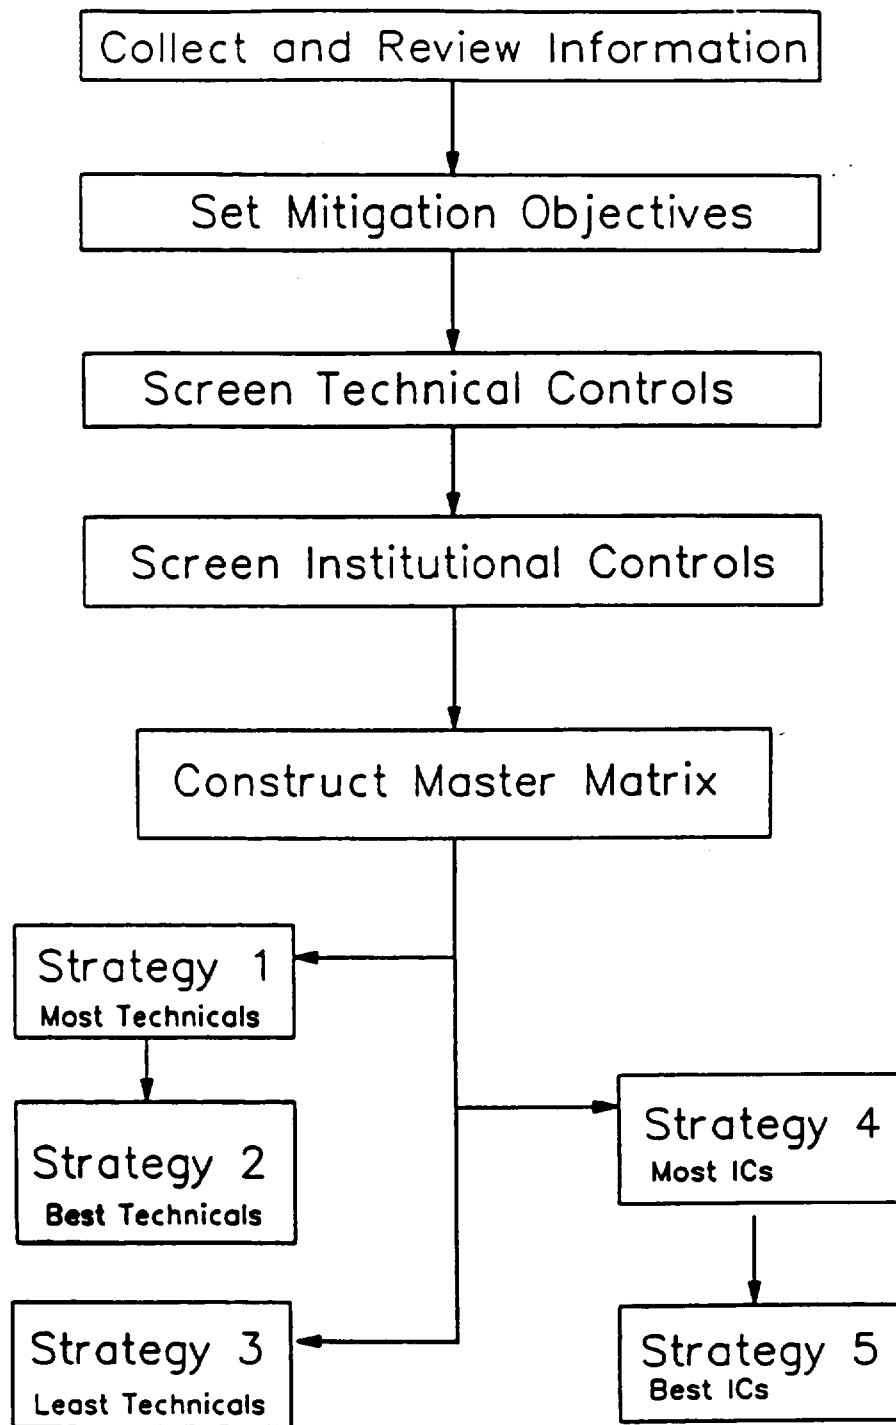 Collect and Review Information
Set Mitigation Objectives
Screen Technical Controls
Screen Institutional Controls
Construct Master Matrix
Strategy 1
Most Technicals
Strategy 2
Best Technicals
Strategy 3
Least Technicals
Strategy 4
Most ICs
Strategy 5
Best ICs